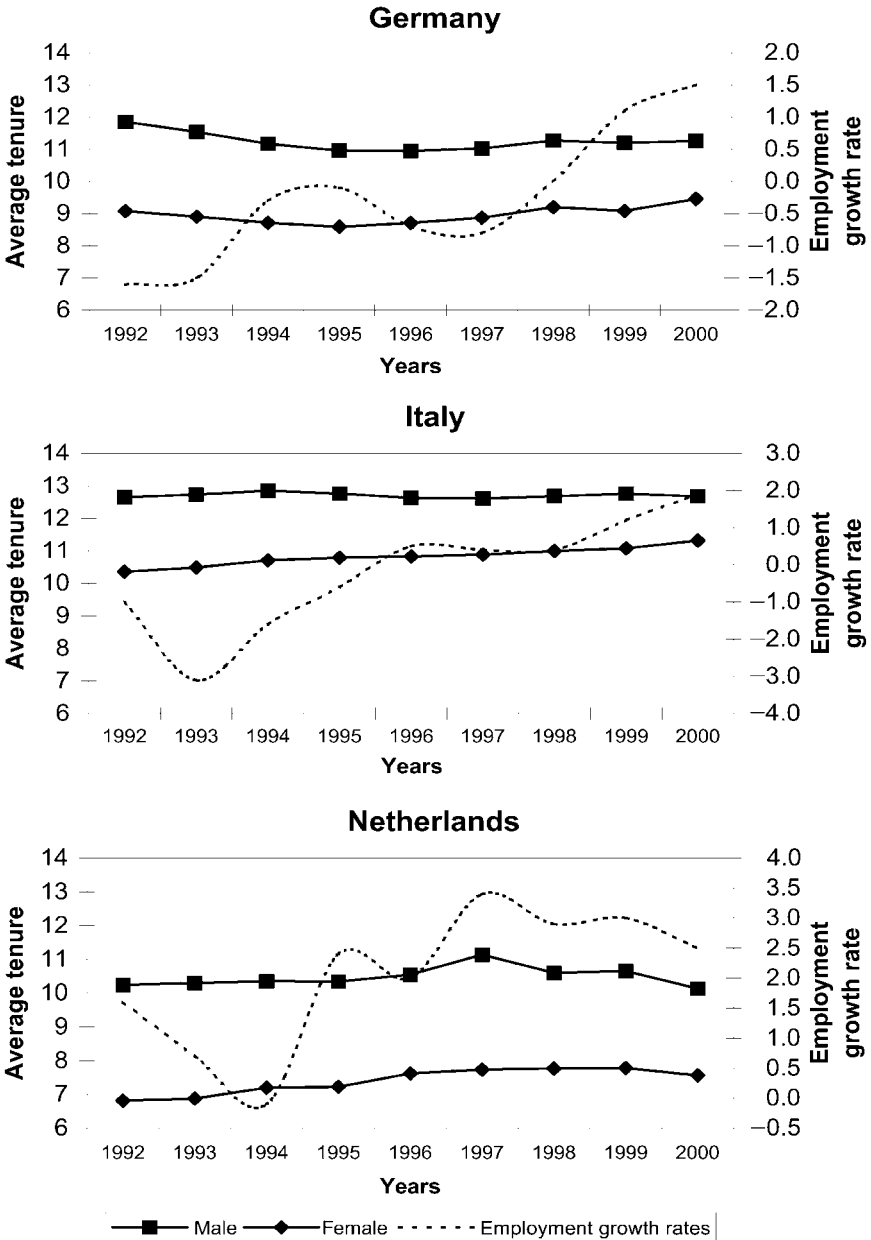 Germany
14
13
12
11
10
9
8
7
6
Average tenure
2.0
1.5
1.0
0.5
0.0
−0.5
−1.0
−1.5
−2.0
Employment
growth rate
1992 1993 1994 1995 1996 1997 1998 1999 2000
Years
Italy
14
13
12
11
10
9
8
7
6
Average tenure
3.0
2.0
1.0
0.0
−1.0
−2.0
−3.0
−4.0
Employment
growth rate
1992 1993 1994 1995 1996 1997 1998 1999 2000
Years
Netherlands
14
13
12
11
10
9
8
7
6
Average tenure
4.0
3.5
3.0
2.5
2.0
1.5
1.0
0.5
0.0
−0.5
Employment
growth rate
1992 1993 1994 1995 1996 1997 1998 1999 2000
Years
Male Female Employment growth rates